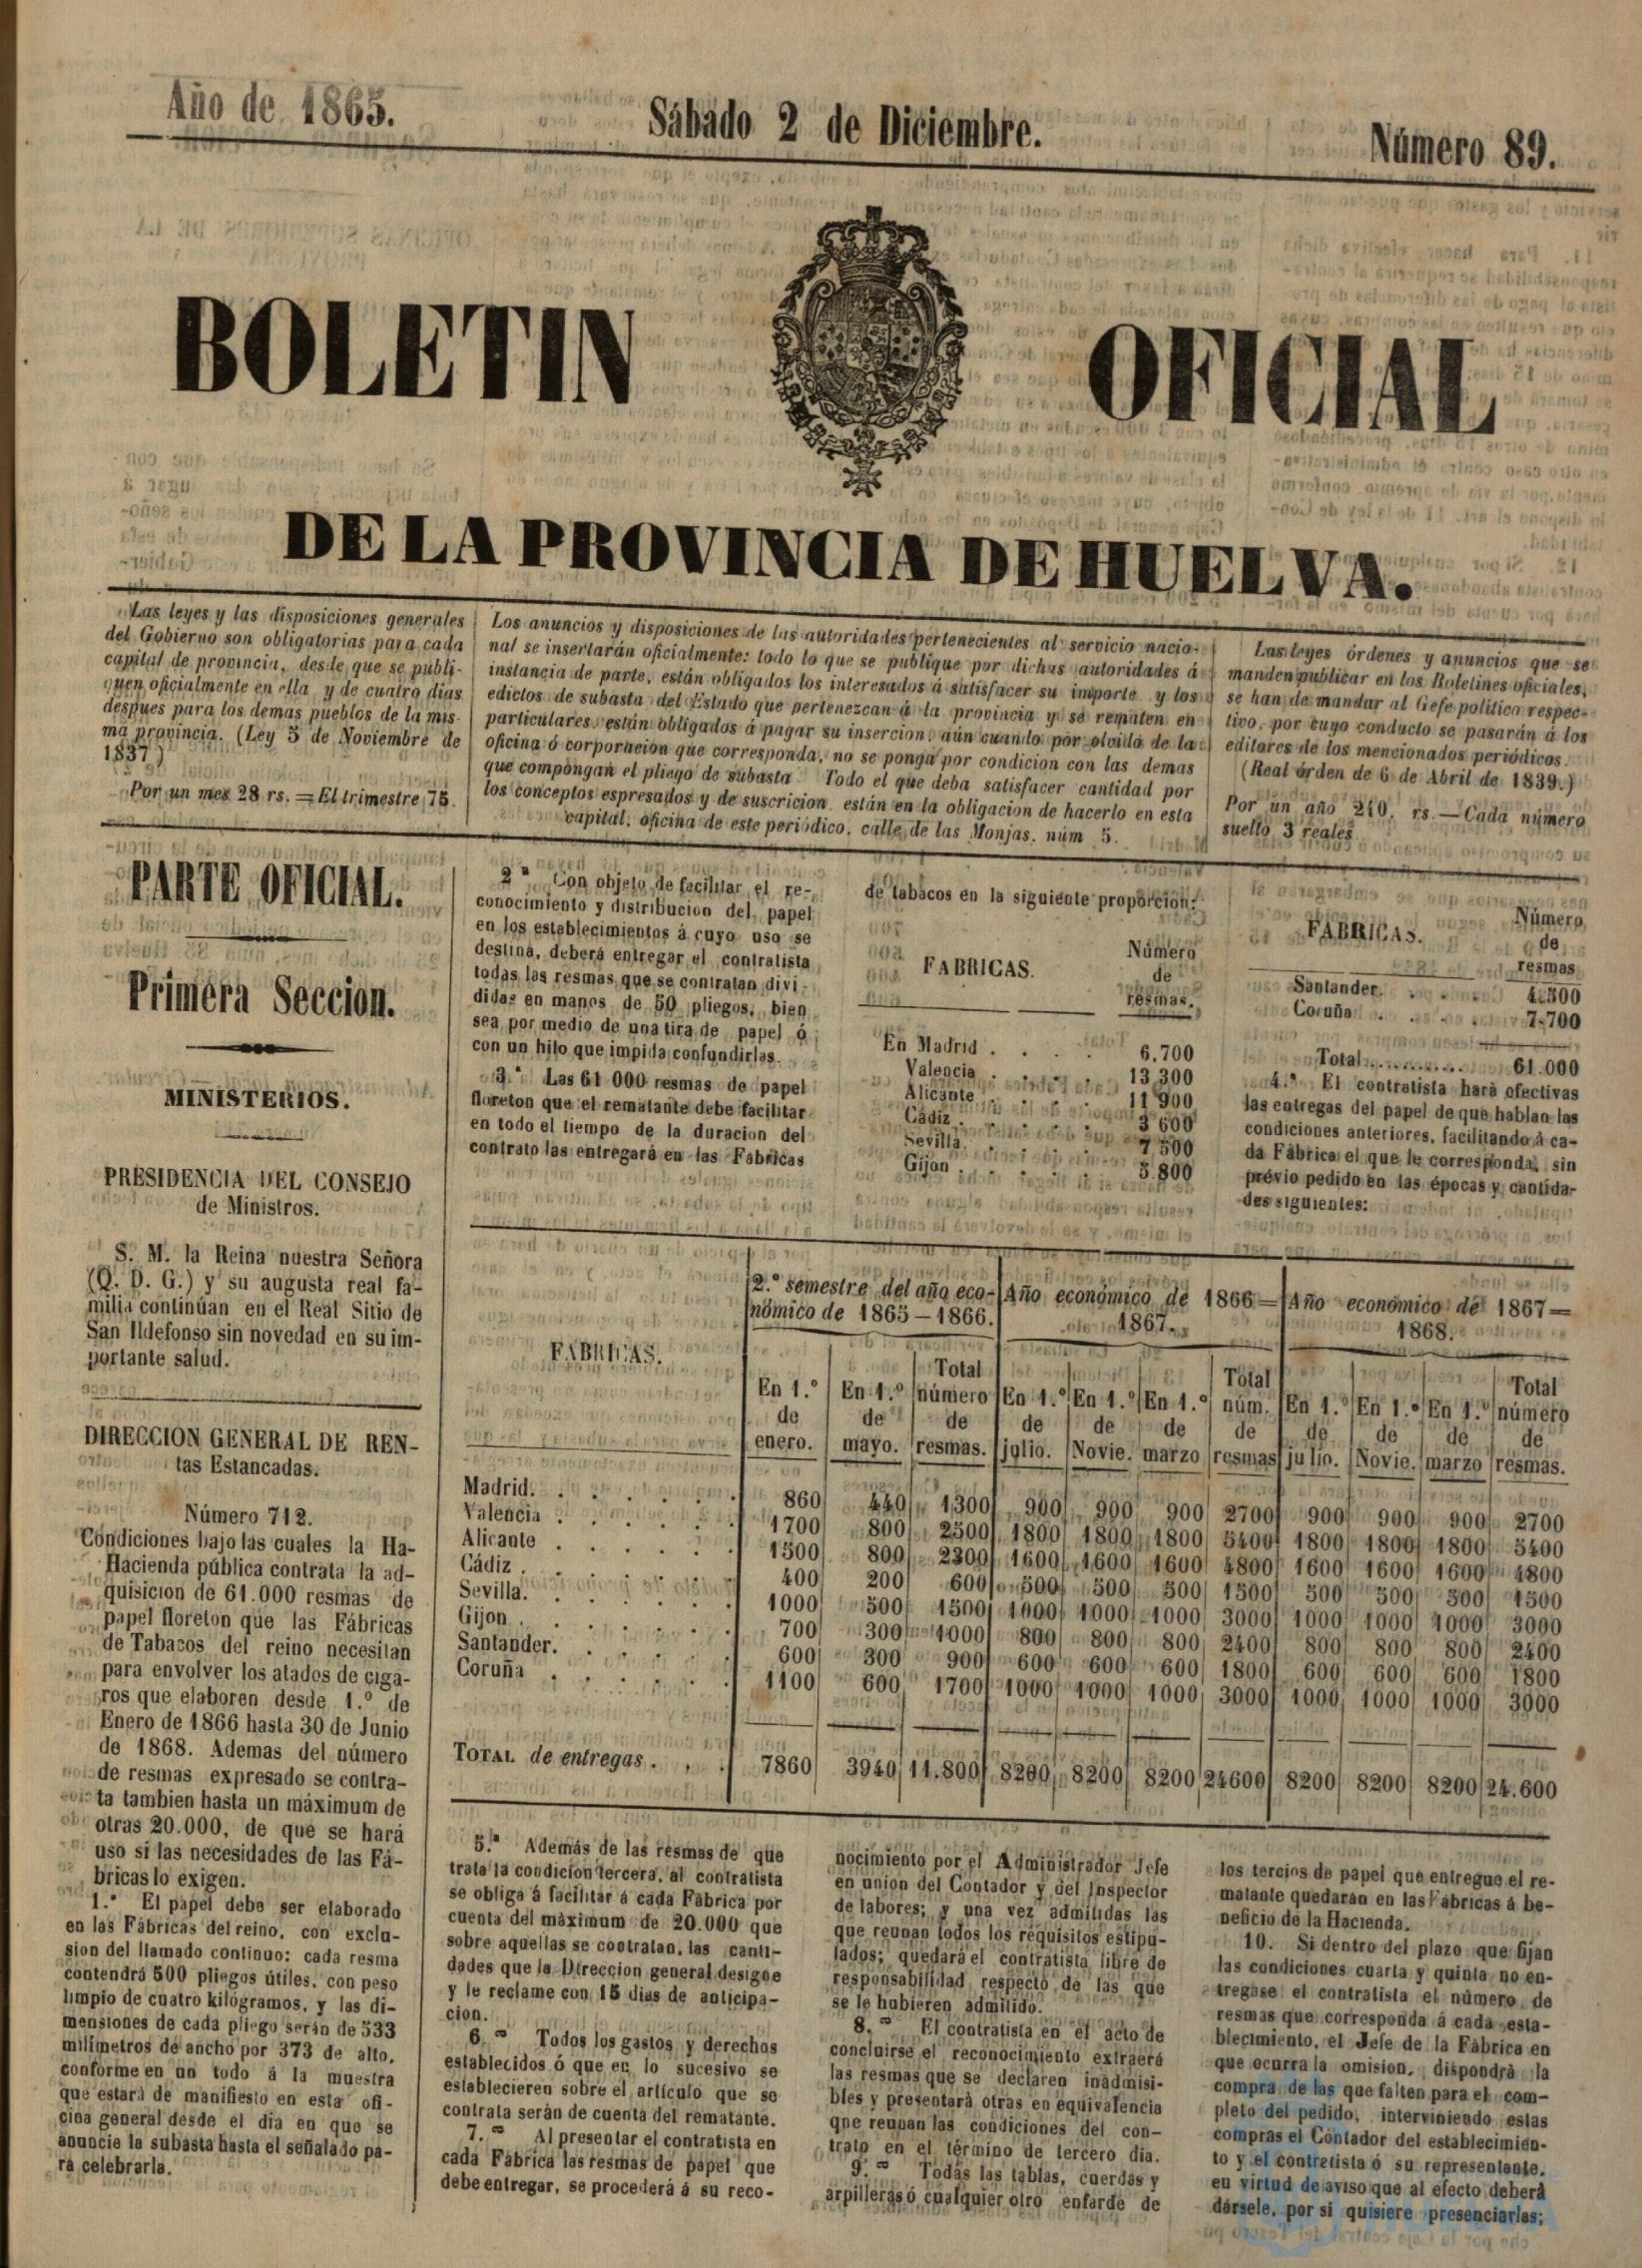 Año de 1865.
Sábado 2 de Diciembre.
Número 89.
BOLETIN OFICIAL
DE LA PROVINCIA DE HUELVA.
Las leyes y las disposiciones generales
del Gobierno son obligatorias para cada
capital de provincia, desde que se publi-
quen oficialmente en ella y de cuatro dias
despues para los demas pueblos de la mis-
ma provincia. (Ley 3 de Noviembre de
1837)
Por un mes 28 rs. = El trimestre 75.
Los anuncios y disposiciones de las autoridades pertenecientes al servicio nacio-
nal se insertarán oficialmente: todo lo que se publique por dichas autoridades á
instancia de parte, están obligados los interesados á satisfacer su importe y los
edictos de subasta del Estado que pertenezcan á la provincia y se rematen en
particulares, están obligados á pagar su insercion, aún cuando por olvido de la
oficina ó corporacion que corresponda, no se ponga por condicion con las demas
que compongan el pliego de subasta. Todo el que deba satisfacer cantidad por
los conceptos espresados y de suscricion, están en la obligacion de hacerlo en esta
capital, oficina de este periódico, calle de las Monjas, núm 5.
Las leyes órdenes y anuncios que se
manden publicar en los Boletines oficiales,
se han de mandar al Gefe politico respec-
tivo, por cuyo conducto se pasarán á los
editores de los mencionados periódicos.
(Real órden de 6 de Abril de 1839.)
Por un año 210. rs.—Cada número
suelto 3 reales
PARTE OFICIAL.
Primera Seccion.
MINISTERIOS.
PRESIDENCIA DEL CONSEJO
de Ministros.
S. M. la Reina nuestra Señora
(Q. D. G.) y su augusta real fa-
milia continúan en el Real Sitio de
San Ildefonso sin novedad en su im-
portante salud.
DIRECCION GENERAL DE REN-
tas Estancadas.
Número 712.
Condiciones bajo las cuales la Ha-
Hacienda pública contrata la ad-
quisicion de 61.000 resmas de
papel floreton que las Fábricas
de Tabacos del reino necesitan
para envolver los atados de ciga-
rros que elaboren desde 1.º de
Enero de 1866 hasta 30 de Junio
de 1868. Ademas del número
de resmas expresado se contra-
ta tambien hasta un máximum de
otras 20.000, de que se hará
uso si las necesidades de las Fá-
bricas lo exigen.
1.ª El papel debe ser elaborado
en las Fábricas del reino, con exclu-
sion del llamado continuo: cada resma
contendrá 500 pliegos útiles, con peso
limpio de cuatro kilógramos, y las di-
mensiones de cada pliego serán de 533
milímetros de ancho por 373 de alto,
conforme en un todo á la muestra
que estará de manifiesto en esta ofi-
cina general desde el dia en que se
anuncie la subasta hasta el señalado pa-
ra celebrarla.
2ª Con objeto de facilitar el re-
conocimiento y distribucion del papel
en los establecimientos á cuyo uso se
destina, deberá entregar el contratista
todas las resmas que se contratan divi-
didas en manos de 50 pliegos, bien
sea por medio de una tira de papel ó
con un hilo que impida confundirlas.
3.ª Las 61 000 resmas de papel
floreton que el rematante debe facilitar
en todo el tiempo de la duracion del
contrato las entregará en las Fábricas
de tabacos en la siguiente proporcion:
FABRICAS. Número de resmas.
En Madrid . . . . 6.700
Valencia . . . . 13 300
Alicante . . . . 11 900
Cádiz . . . . . 3 600
Sevilla . . . . . 7,500
Gijon . . . . . 5.800
FABRICAS. Número de resmas
Santander. . . . . 4.500
Coruña . . . . . 7.700
Total............ 61.000
4.ª El contratista hará efectivas
las entregas del papel de que hablan las
condiciones anteriores, facilitando á ca-
da Fábrica el que le corresponda, sin
prévio pedido en las épocas y cantida-
des siguientes:
FABRICAS.
2.º semestre del año eco-
nómico de 1865—1866.
Año económico de 1866=
1867.
Año económico de 1867=
1868.
En 1.º de enero. En 1.º de mayo. Total número de resmas. En 1.º de julio. En 1.º de Novie. En 1.º de marzo Total núm. de resmas En 1.º de julio. En 1.º de Novie. En 1.º de marzo Total número de resmas.
Madrid. 860 440 1300 900 900 900 2700 900 900 900 2700
Valencia 1700 800 2500 1800 1800 1800 5400 1800 1800 1800 5400
Alicante 1500 800 2300 1600 1600 1600 4800 1600 1600 1600 4800
Cádiz 400 200 600 500 500 500 1500 500 500 500 1500
Sevilla. 1000 500 1500 1000 1000 1000 3000 1000 1000 1000 3000
Gijon 700 300 1000 800 800 800 2400 800 800 800 2400
Santander. 600 300 900 600 600 600 1800 600 600 600 1800
Coruña 1100 600 1700 1000 1000 1000 3000 1000 1000 1000 3000
TOTAL de entregas. 7860 3940 11.800 8200 8200 8200 24600 8200 8200 8200 24.600
5.ª Además de las resmas de que
trata la condicion tercera, al contratista
se obliga á facilitar á cada Fábrica por
cuenta del máximum de 20.000 que
sobre aquellas se contratan, las canti-
dades que la Direccion general designe
y le reclame con 15 dias de anticipa-
cion.
6.ª Todos los gastos y derechos
establecidos ó que en lo sucesivo se
establecieren sobre el artículo que se
contrata serán de cuenta del rematante.
7.ª Al presentar el contratista en
cada Fábrica las resmas de papel que
debe entregar, se procederá á su reco-
nocimiento por el Administrador Jefe
en union del Contador y del Inspector
de labores; y una vez admitidas las
que reunan todos los requisitos estipu-
lados; quedará el contratista libre de
responsabilidad respecto de las que
se le hubieren admitido.
8.ª El contratista en el acto de
concluirse el reconocimiento extraerá
las resmas que se declaren inadmisi-
bles y presentará otras en equivalencia
que reunan las condiciones del con-
trato en el término de tercero dia.
9.ª Todas las tablas, cuerdas y
arpilleras ó cualquier otro enfarde de
los tercios de papel que entregue el re-
matante quedarán en las Fábricas á be-
neficio de la Hacienda.
10. Si dentro del plazo que fijan
las condiciones cuarta y quinta no en-
tregase el contratista el número de
resmas que corresponda á cada esta-
blecimiento, el Jefe de la Fábrica en
que ocurra la omision, dispondrá la
compra de las que falten para el com-
pleto del pedido, interviniendo estas
compras el Contador del establecimien-
to y el contratista ó su representante,
en virtud de aviso que al efecto deberá
dársele, por si quisiere presenciarlas;